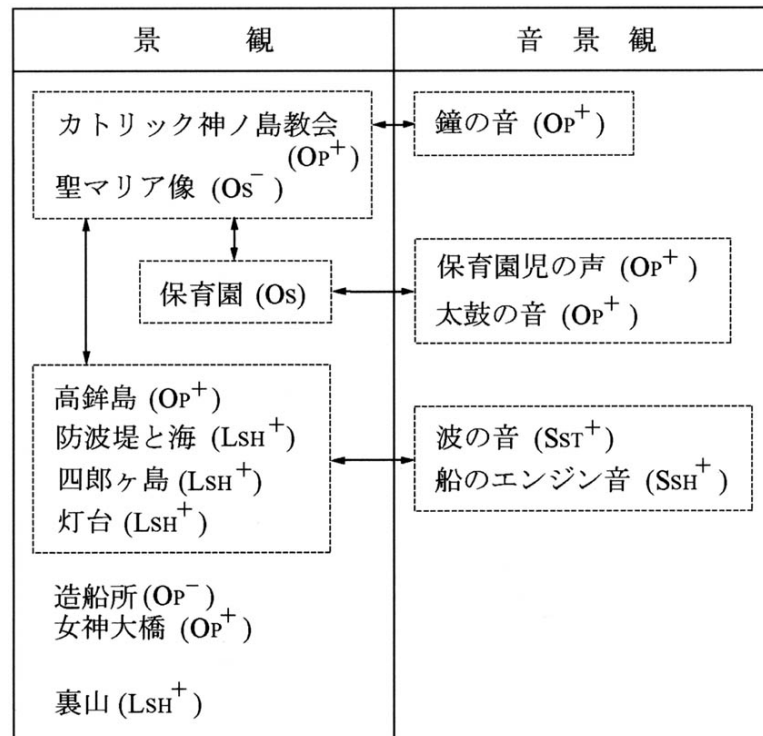 景 観
音 景 観
カトリック神ノ島教会
(OP⁺)
聖マリア像 (OS⁻)
鐘の音 (OP⁺)
保育園 (OS)
保育園児の声 (OP⁺)
太鼓の音 (OP⁺)
高鉾島 (OP⁺)
防波堤と海 (LSH⁺)
四郎ヶ島 (LSH⁺)
灯台 (LSH⁺)
波の音 (SST⁺)
船のエンジン音 (SSH⁺)
造船所 (OP⁻)
女神大橋 (OP⁺)
裏山 (LSH⁺)